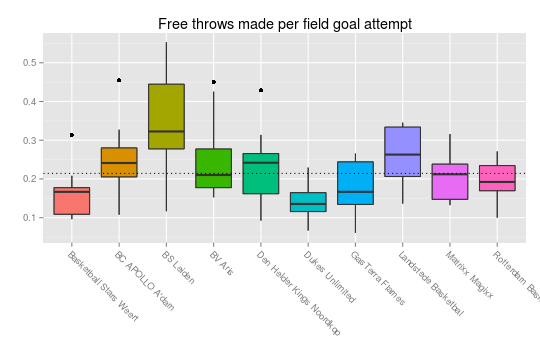 Free throws made per field goal attempt
0.5
0.4
0.3
0.2
0.1
Basketball Stars Weert
BC APOLLO A'dam
BS Leiden
BV Aris
Den Helder Kings Noordkop
Dukes Unlimited
GasTerra Flames
Landstede Basketbal
Matrixx Magixx
Rotterdam Bas